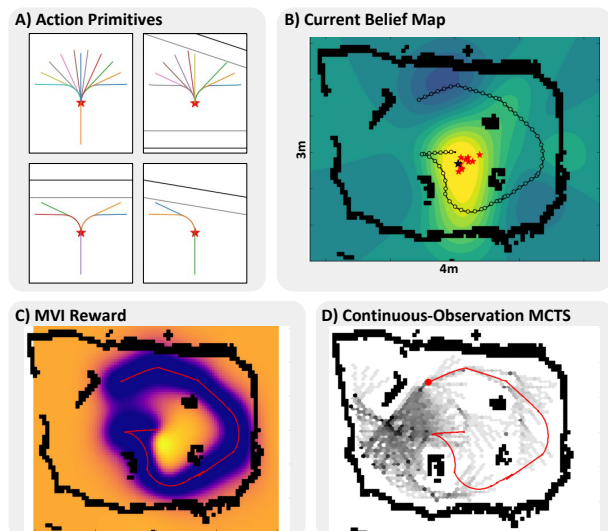 A) Action Primitives
B) Current Belief Map
3m
4m
C) MVI Reward
D) Continuous-Observation MCTS